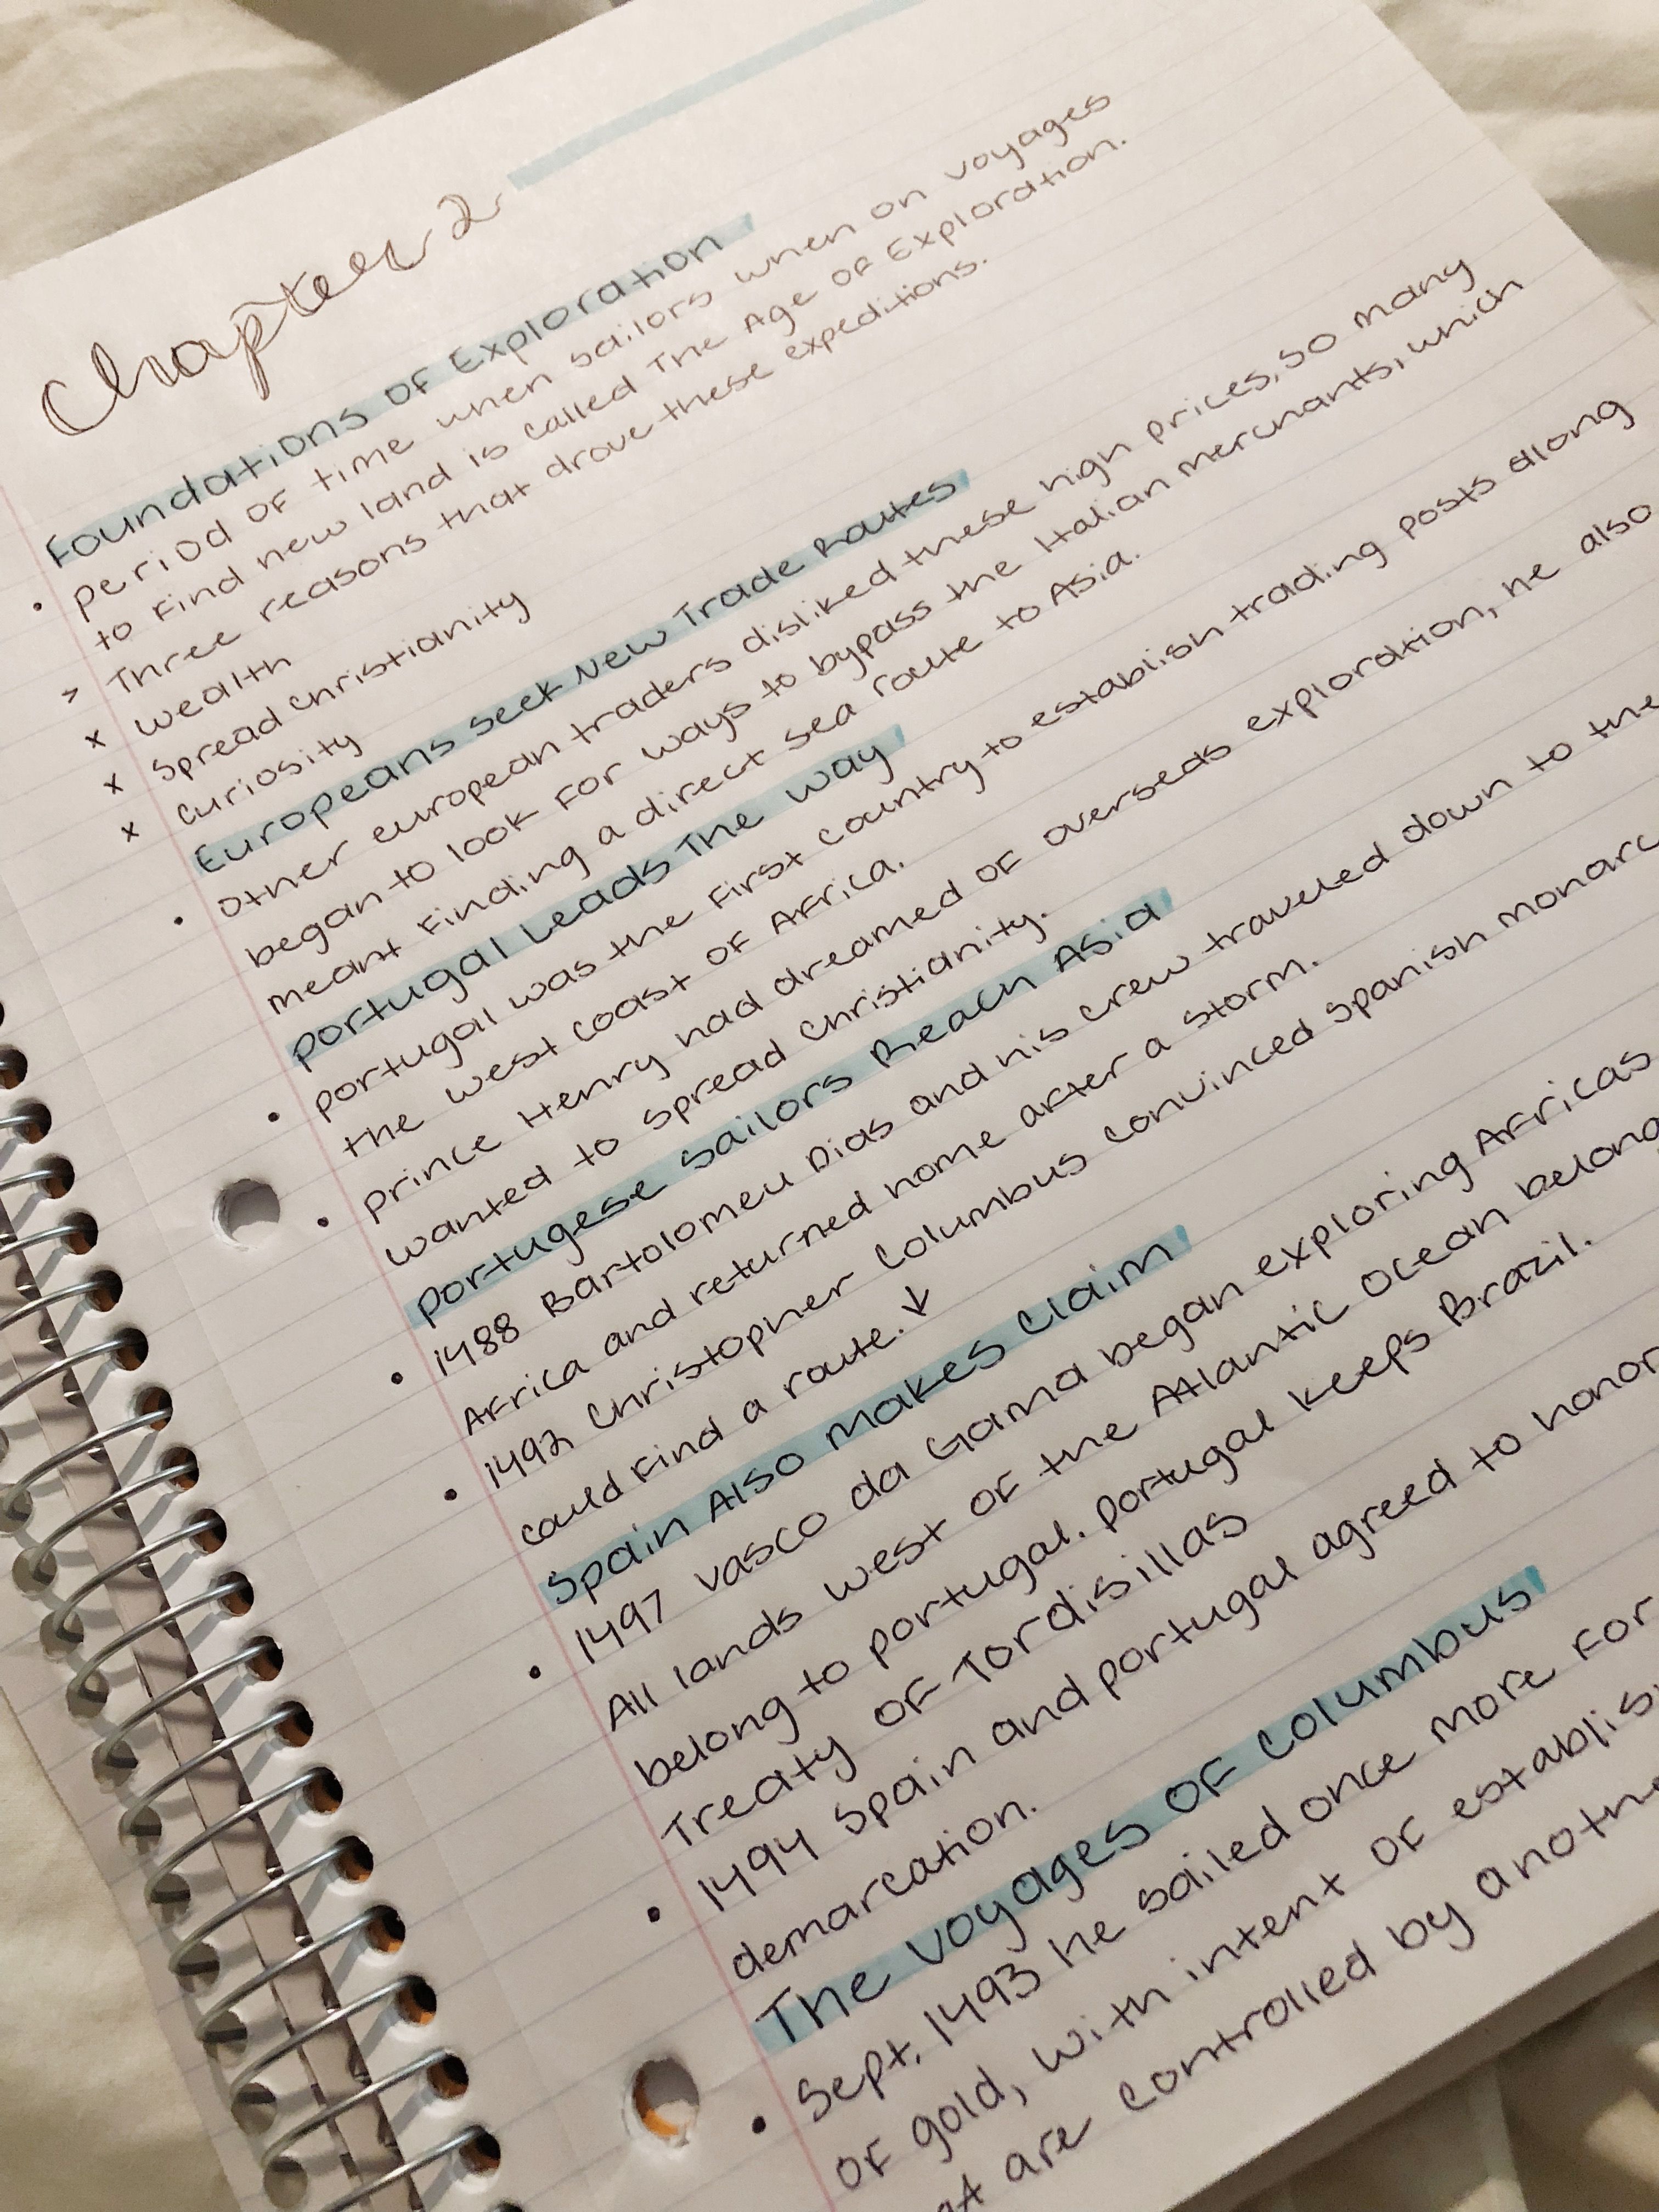 Chapter 2
Foundations of Exploration
• period of time when sailors when on voyages
to find new land is called The Age of Exploration.
> Three reasons that drove these expeditions.
x wealth
x spread christianity
x curiosity
Europeans seek New Trade Routes
• other european traders disliked these high prices, so many
began to look for ways to bypass the Italian merchants, which
meant finding a direct sea route to Asia.
portugal Leads The way
• portugal was the first country to establish trading posts along
the west coast of Africa.
• prince Henry had dreamed of overseas exploration, he also
wanted to spread christianity.
Portugese sailors Reach Asia
• 1488 Bartolomeu Dias and his crew traveled down to the
Africa and returned home after a storm.
• 1492 Christopher Columbus convinced spanish monarc
could find a route. ↓
Spain Also Makes Claim
• 1497 Vasco da Gama began exploring Africas
All lands west of the Atlantic Ocean belong
belong to portugal. portugal keeps Brazil.
Treaty of Tordisillas
• 1494 Spain and portugal agreed to honor
demarcation.
The Voyages of Columbus
• Sept. 1493 he sailed once more for
of gold, with intent of establis
are controlled by anothe